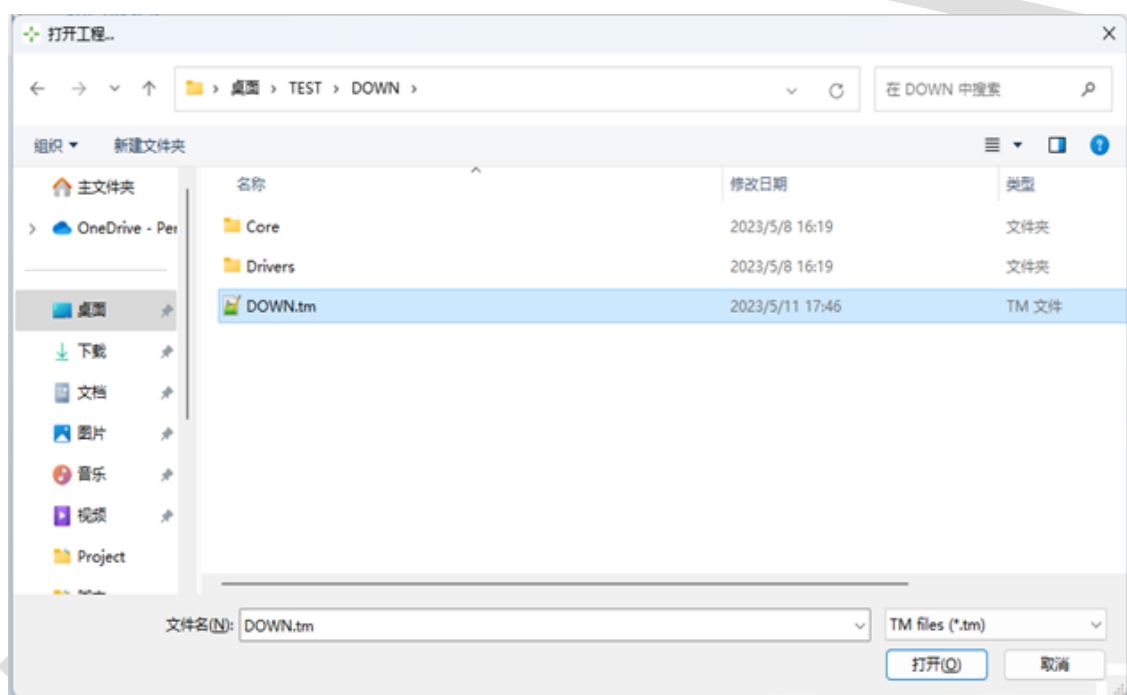 打开工程...
桌面 › TEST › DOWN ›
在 DOWN 中搜索
组织
新建文件夹
名称
修改日期
类型
主文件夹
OneDrive - Per
桌面
下载
文档
图片
音乐
视频
Project
Core
2023/5/8 16:19
文件夹
Drivers
2023/5/8 16:19
文件夹
DOWN.tm
2023/5/11 17:46
TM 文件
文件名(N):
DOWN.tm
TM files (*.tm)
打开(O)
取消